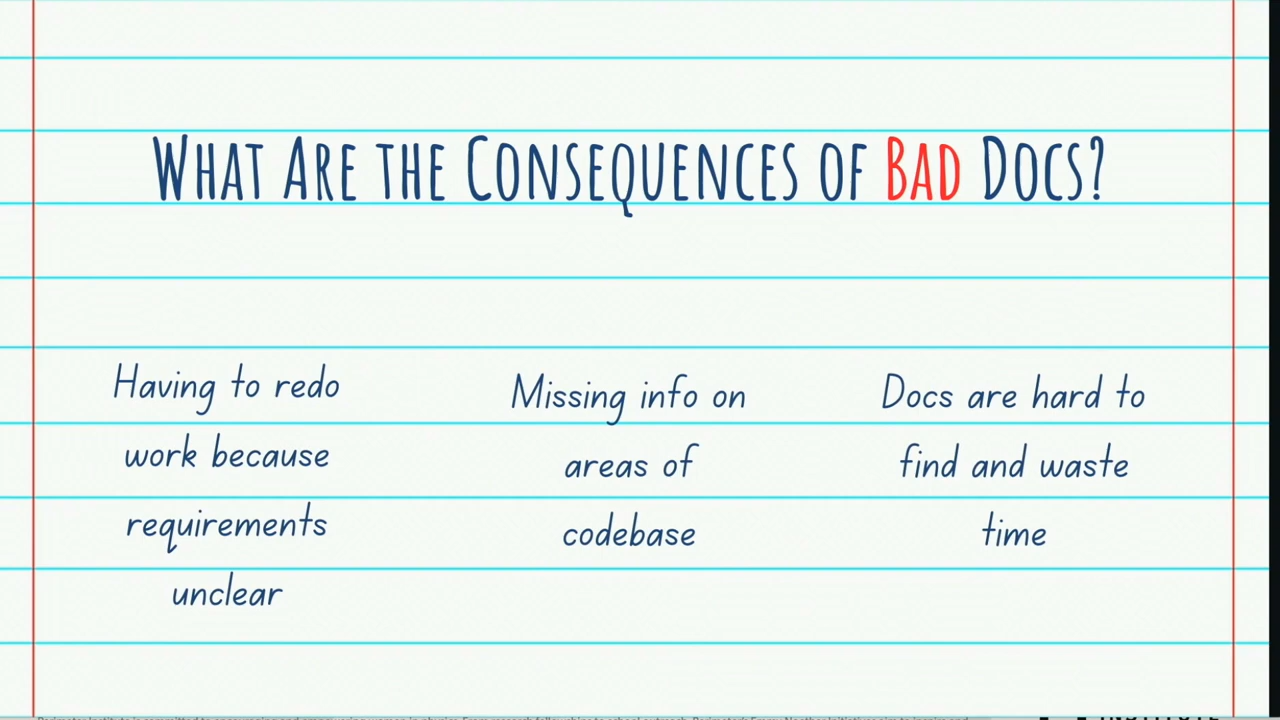 What Are the Consequences of Bad Docs?
Having to redo
work because
requirements
unclear
Missing info on
areas of
codebase
Docs are hard to
find and waste
time